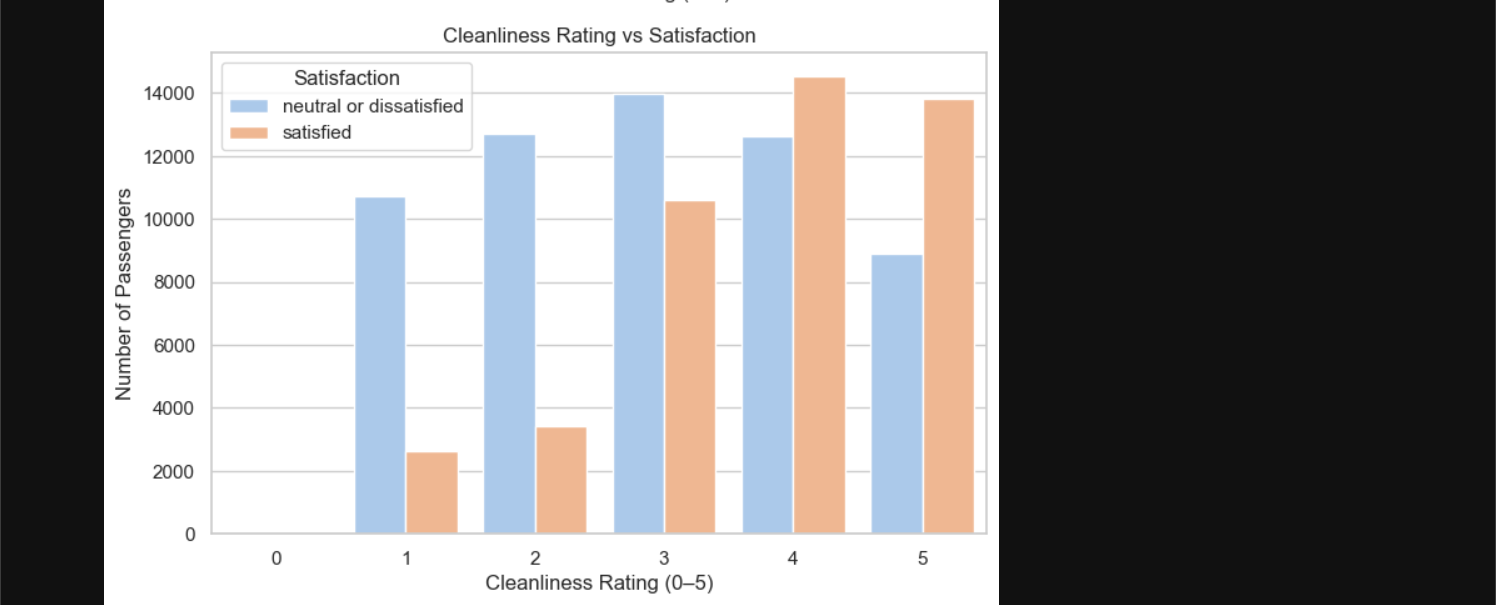 Cleanliness Rating vs Satisfaction
Satisfaction
neutral or dissatisfied
satisfied
Number of Passengers
14000
12000
10000
8000
6000
4000
2000
0
0 1 2 3 4 5
Cleanliness Rating (0–5)